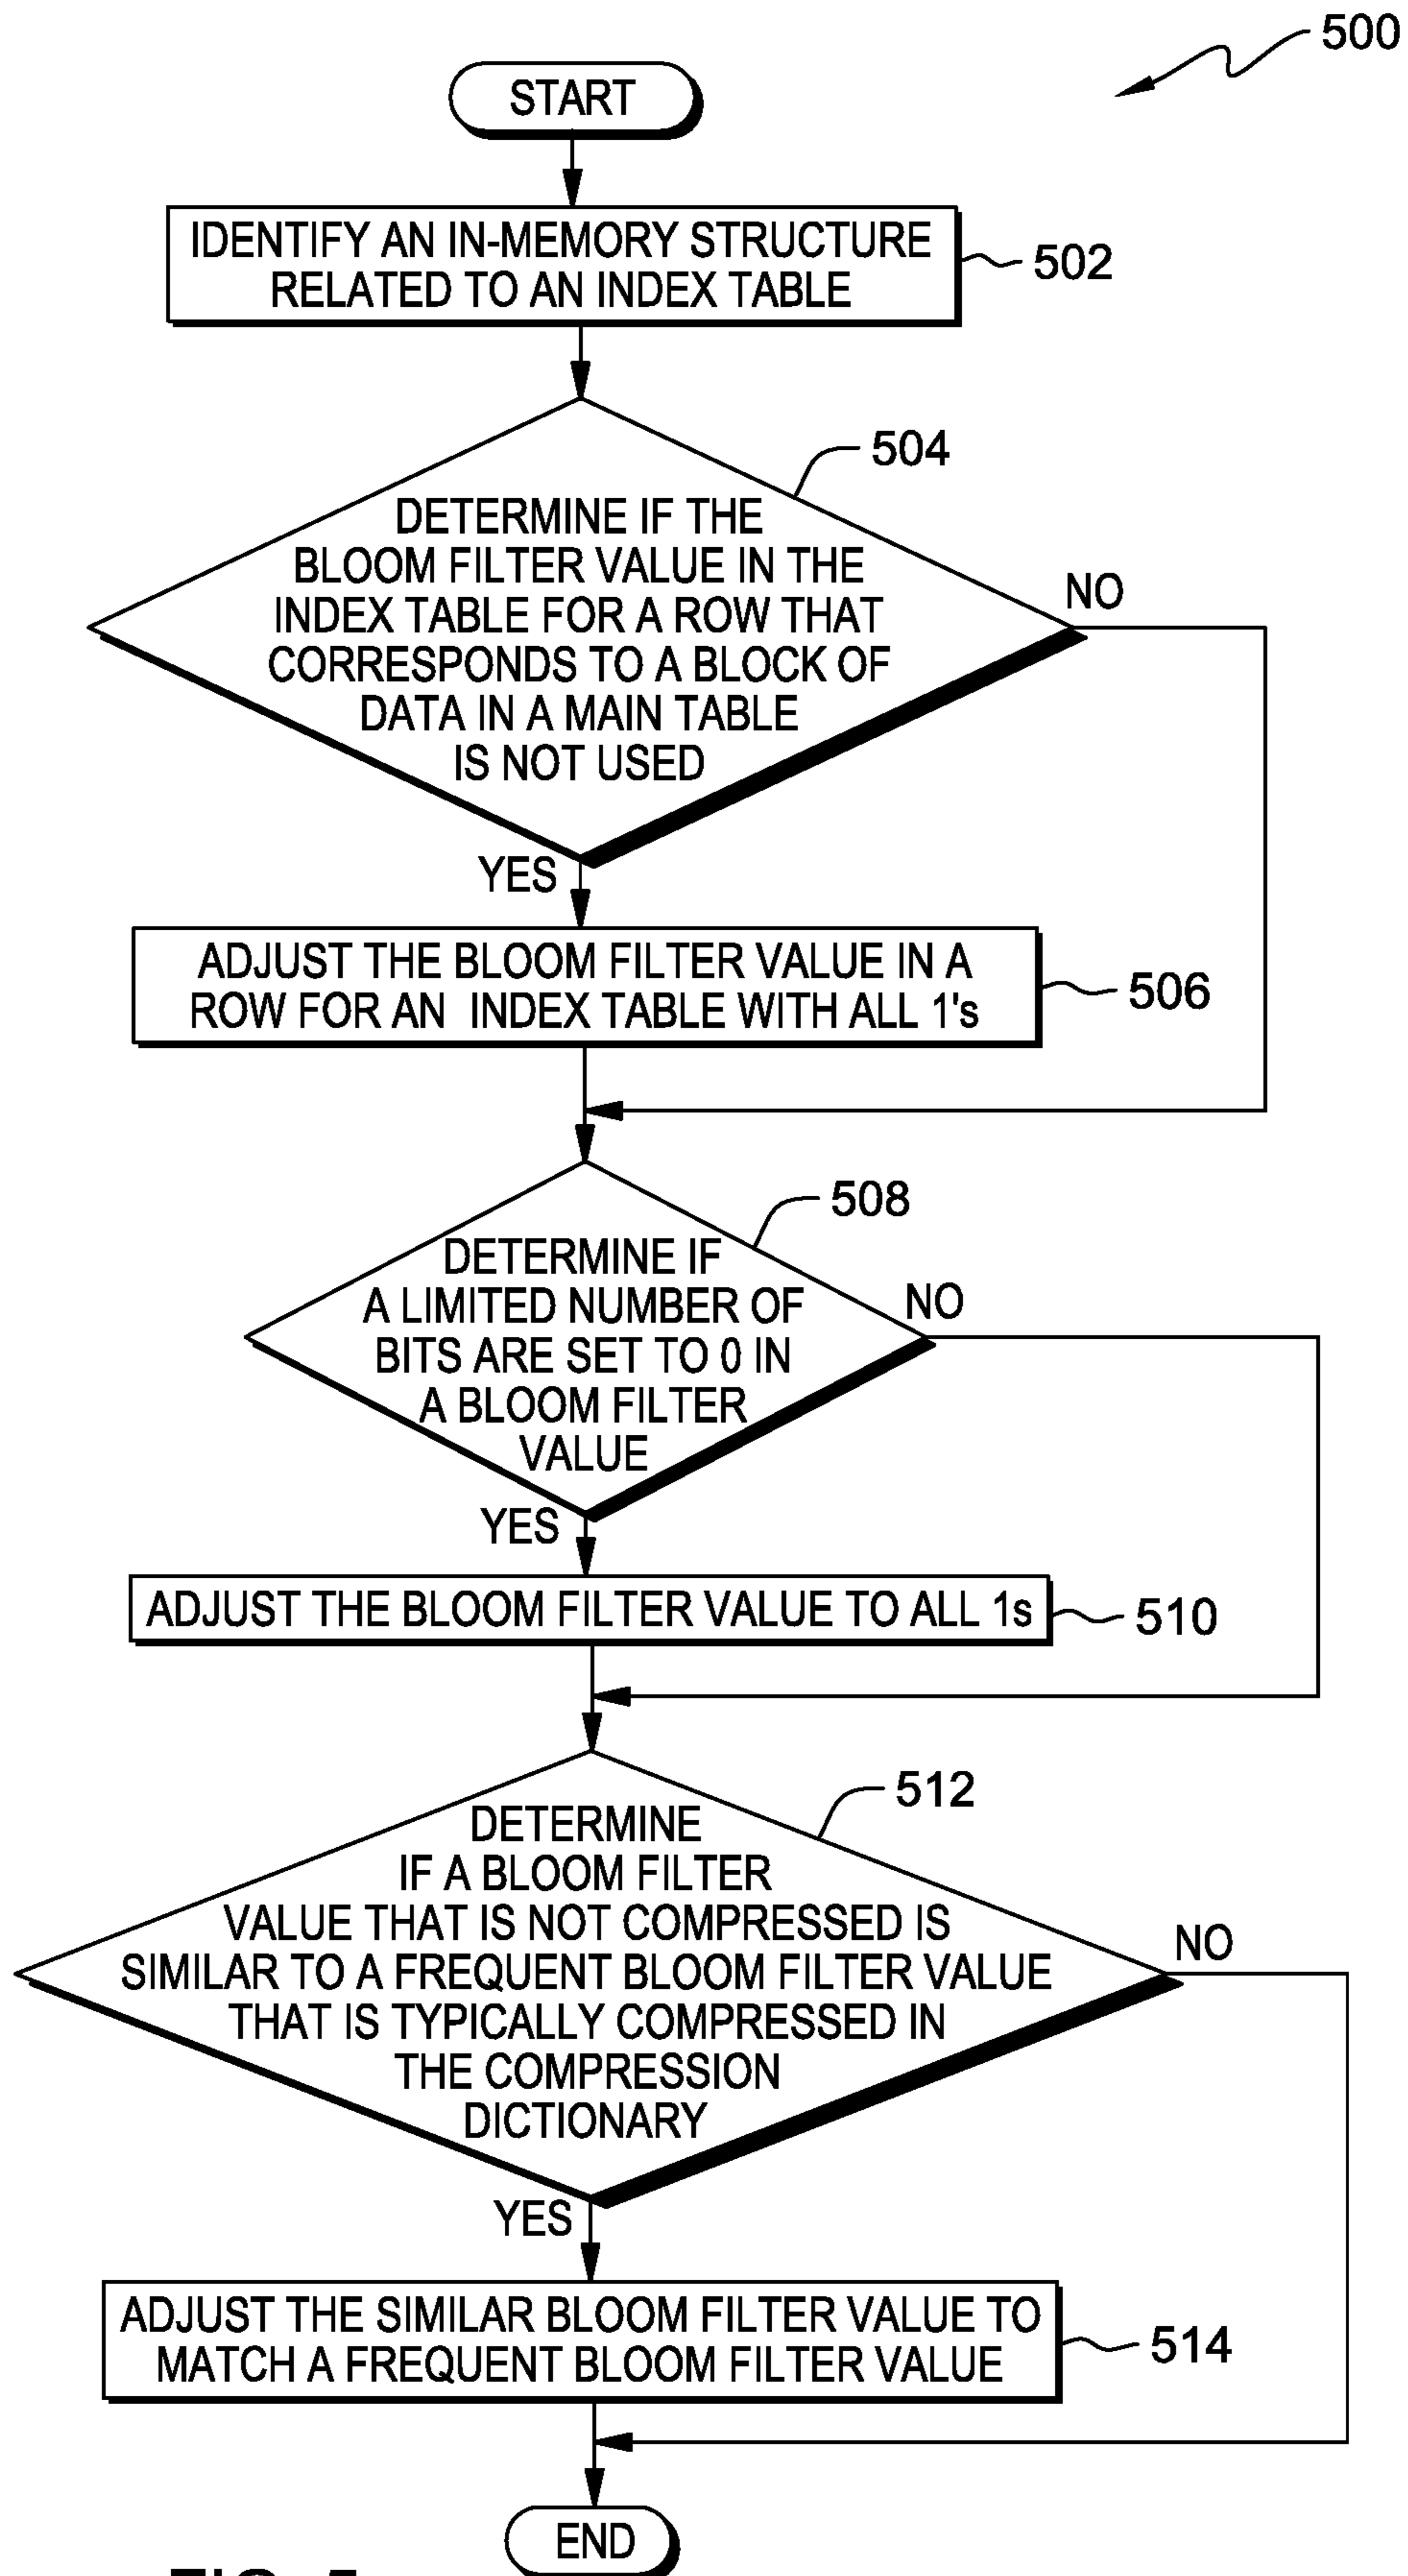 500
START
IDENTIFY AN IN-MEMORY STRUCTURE
RELATED TO AN INDEX TABLE
502
504
DETERMINE IF THE
BLOOM FILTER VALUE IN THE
INDEX TABLE FOR A ROW THAT
CORRESPONDS TO A BLOCK OF
DATA IN A MAIN TABLE
IS NOT USED
NO
YES
ADJUST THE BLOOM FILTER VALUE IN A
ROW FOR AN INDEX TABLE WITH ALL 1's
506
508
DETERMINE IF
A LIMITED NUMBER OF
BITS ARE SET TO 0 IN
A BLOOM FILTER
VALUE
NO
YES
ADJUST THE BLOOM FILTER VALUE TO ALL 1s
510
512
DETERMINE
IF A BLOOM FILTER
VALUE THAT IS NOT COMPRESSED IS
SIMILAR TO A FREQUENT BLOOM FILTER VALUE
THAT IS TYPICALLY COMPRESSED IN
THE COMPRESSION
DICTIONARY
NO
YES
ADJUST THE SIMILAR BLOOM FILTER VALUE TO
MATCH A FREQUENT BLOOM FILTER VALUE
514
END